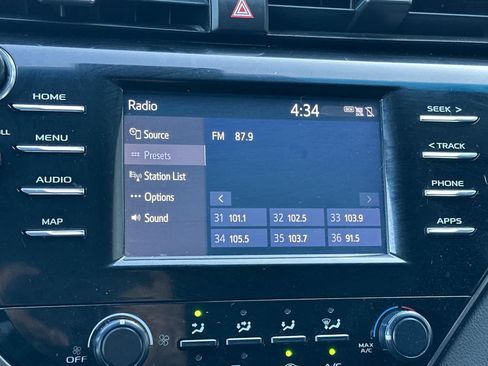 Radio 4:34
HOME
SEEK >
Source
FM 87.9
MENU
Presets
< TRACK
Station List
AUDIO
PHONE
Options
MAP
Sound
APPS
31 101.1 32 102.5 33 103.9
34 105.5 35 103.7 36 91.5
OFF
MAX
A/C